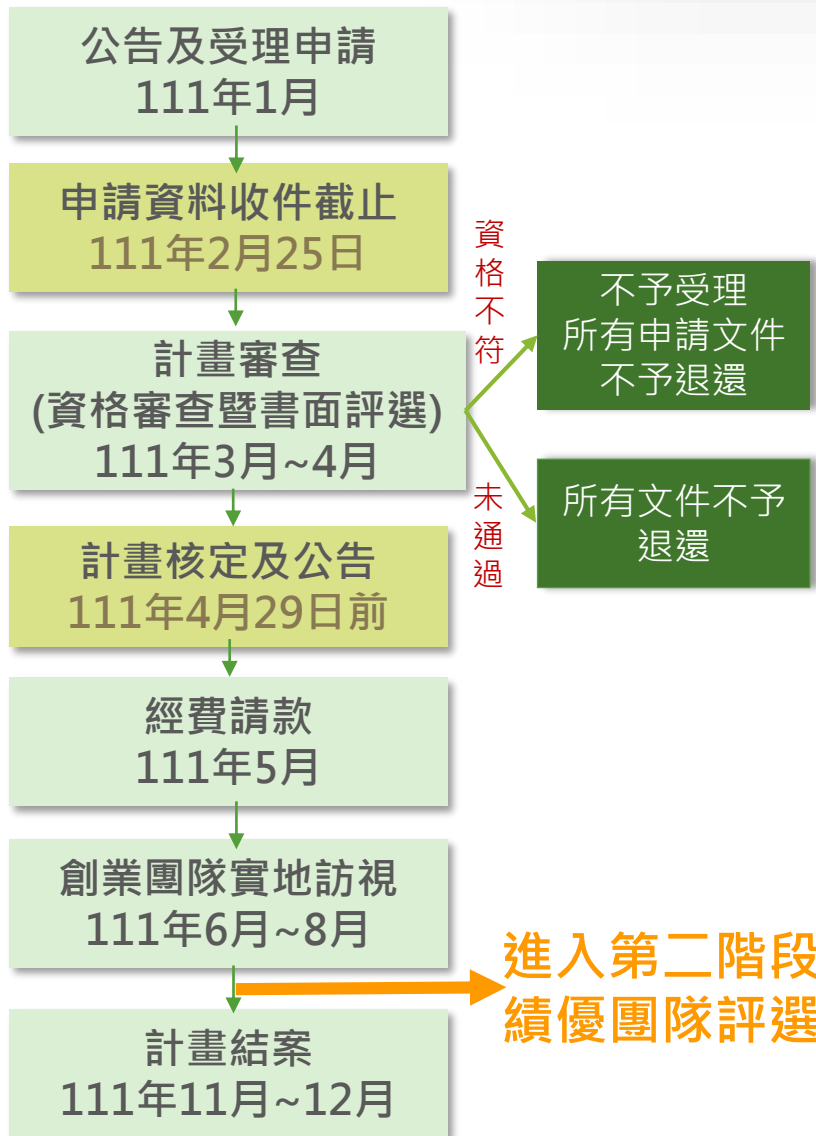 公告及受理申請
111年1月
申請資料收件截止
111年2月25日
計畫審查
(資格審查暨書面評選)
111年3月~4月
資格不符
不予受理
所有申請文件
不予退還
未通過
所有文件不予
退還
計畫核定及公告
111年4月29日前
經費請款
111年5月
創業團隊實地訪視
111年6月~8月
進入第二階段
績優團隊評選
計畫結案
111年11月~12月